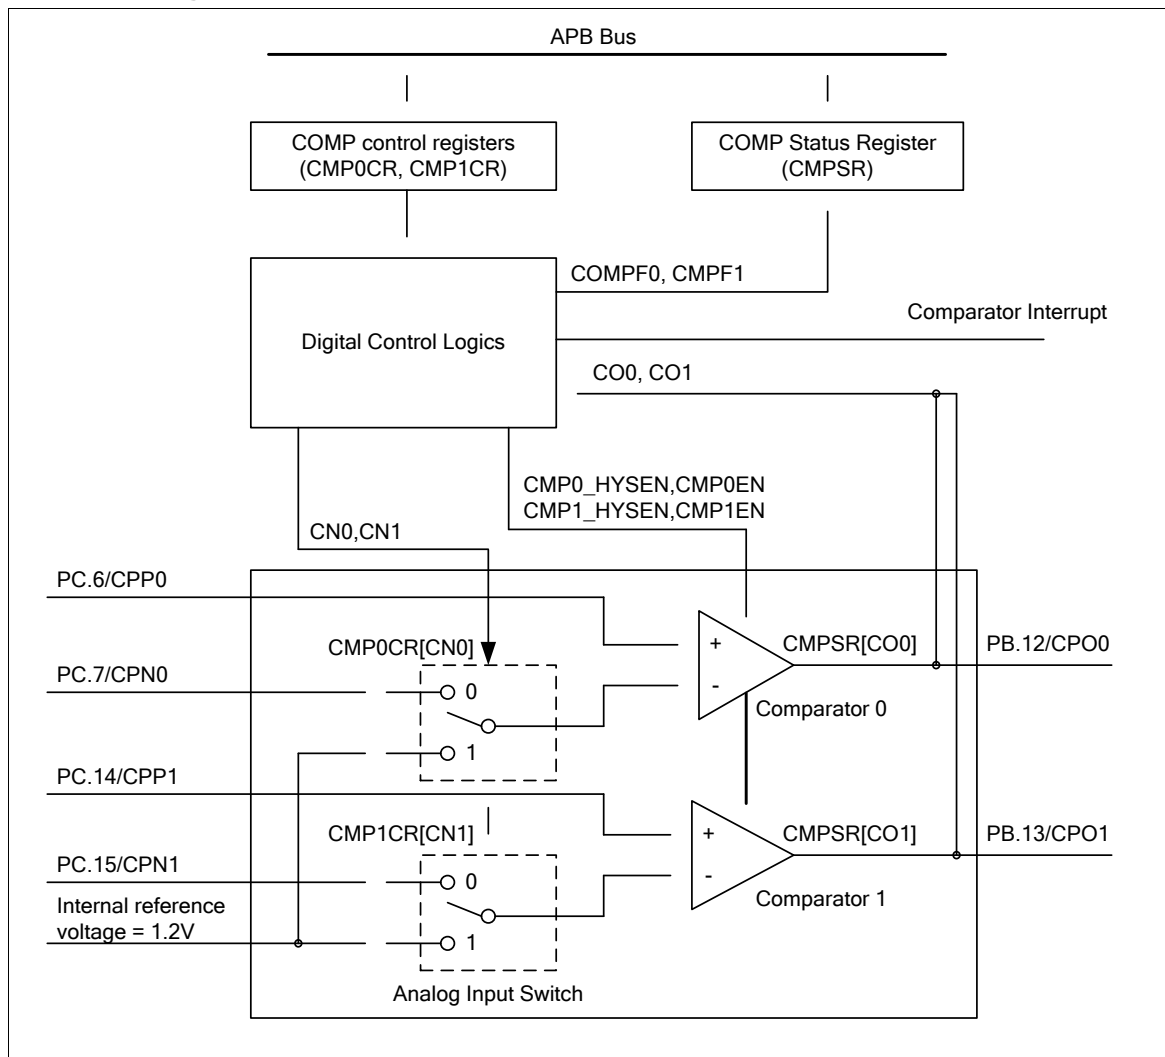 APB Bus
COMP control registers
(CMP0CR, CMP1CR)
COMP Status Register
(CMPSR)
COMPF0, CMPF1
Digital Control Logics
Comparator Interrupt
CO0, CO1
CMP0_HYSEN,CMP0EN
CMP1_HYSEN,CMP1EN
CN0,CN1
PC.6/CPP0
CMP0CR[CN0]
+
CMPSR[CO0]
PB.12/CPO0
PC.7/CPN0
0
-
Comparator 0
1
PC.14/CPP1
CMP1CR[CN1]
+
CMPSR[CO1]
PB.13/CPO1
PC.15/CPN1
0
-
Comparator 1
Internal reference
voltage = 1.2V
1
Analog Input Switch